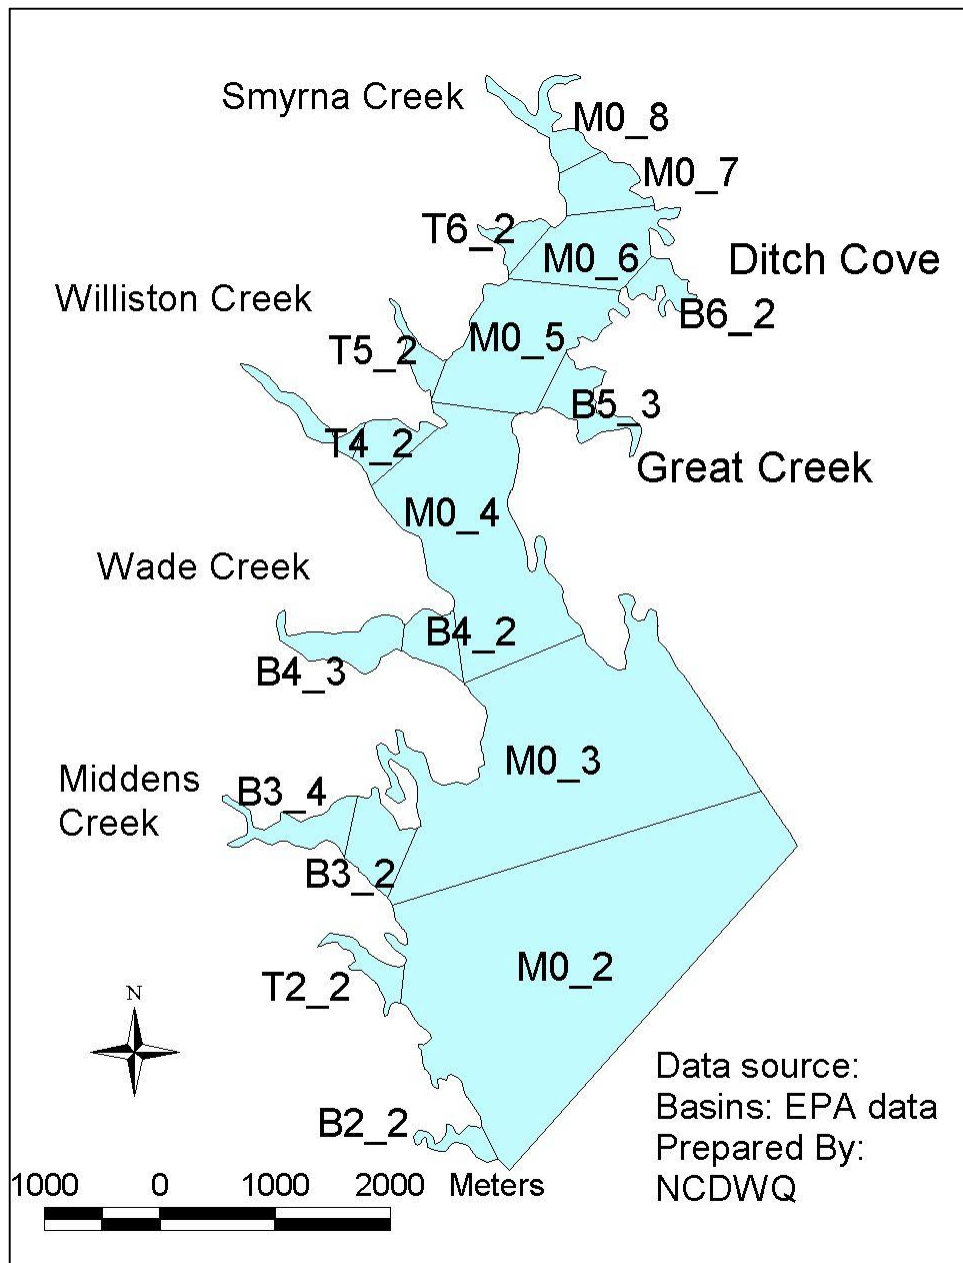 Smyrna Creek
M0_8
M0_7
T6_2
M0_6
Ditch Cove
Williston Creek
B6_2
M0_5
T5_2
B5_3
T4_2
Great Creek
M0_4
Wade Creek
B4_2
B4_3
M0_3
Middens
Creek
B3_4
B3_2
M0_2
T2_2
N
Data source:
Basins: EPA data
Prepared By:
NCDWQ
B2_2
1000 0 1000 2000 Meters